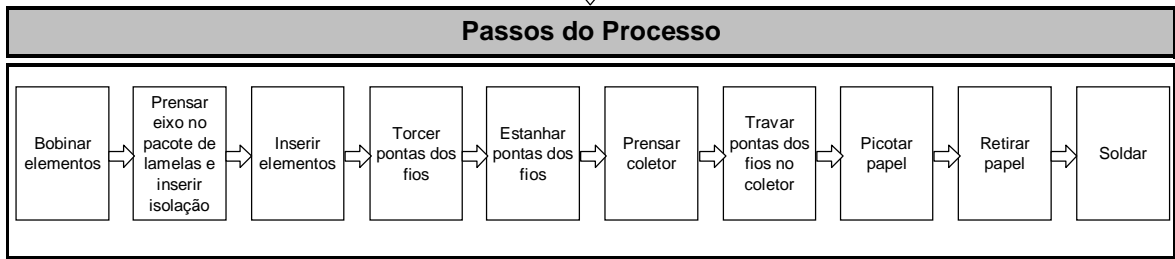 Passos do Processo
Bobinar
elementos
Prensar
eixo no
pacote de
lamelas e
inserir
isolação
Inserir
elementos
Torcer
pontas dos
fios
Estanhar
pontas dos
fios
Prensar
coletor
Travar
pontas dos
fios no
coletor
Picotar
papel
Retirar
papel
Soldar